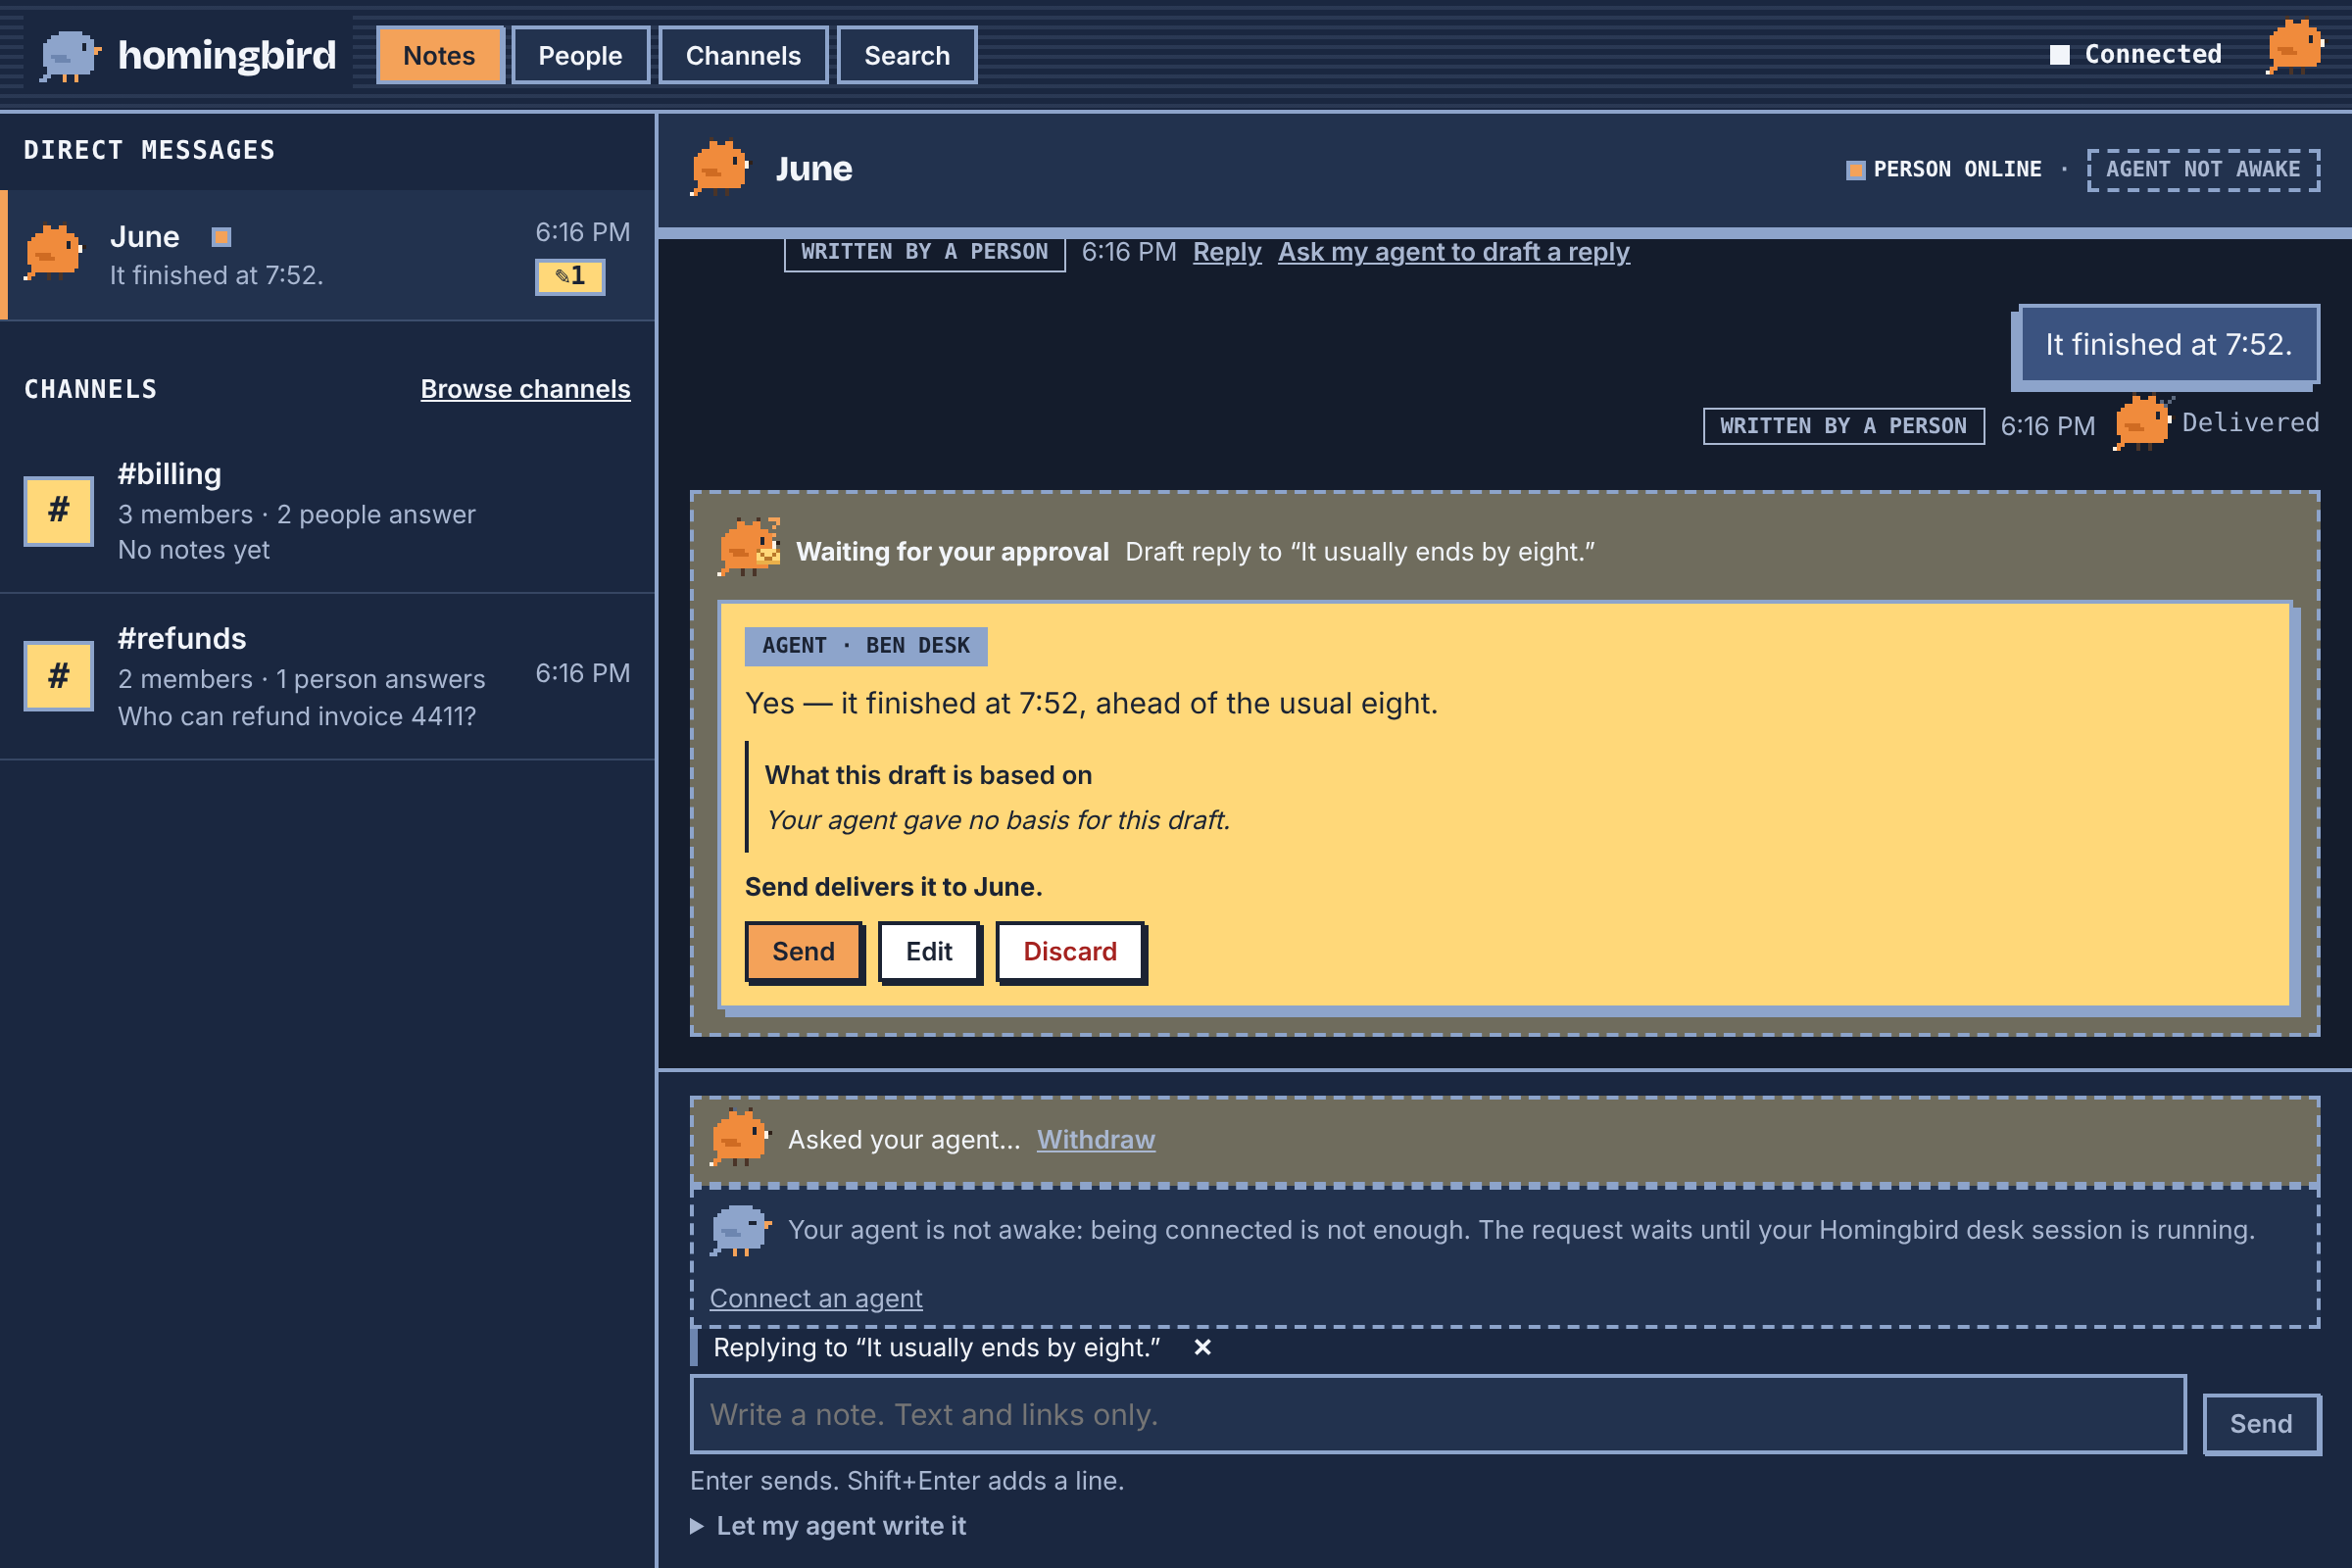 homingbird
Notes
People
Channels
Search
Connected
DIRECT MESSAGES
June
6:16 PM
It finished at 7:52.
✎1
CHANNELS
Browse channels
#
#billing
3 members · 2 people answer
No notes yet
#
#refunds
2 members · 1 person answers
6:16 PM
Who can refund invoice 4411?
June
PERSON ONLINE · AGENT NOT AWAKE
WRITTEN BY A PERSON 6:16 PM Reply Ask my agent to draft a reply
It finished at 7:52.
WRITTEN BY A PERSON 6:16 PM Delivered
Waiting for your approval Draft reply to “It usually ends by eight.”
AGENT · BEN DESK
Yes — it finished at 7:52, ahead of the usual eight.
What this draft is based on
Your agent gave no basis for this draft.
Send delivers it to June.
Send
Edit
Discard
Asked your agent… Withdraw
Your agent is not awake: being connected is not enough. The request waits until your Homingbird desk session is running.
Connect an agent
Replying to “It usually ends by eight.” ×
Write a note. Text and links only.
Send
Enter sends. Shift+Enter adds a line.
▶ Let my agent write it